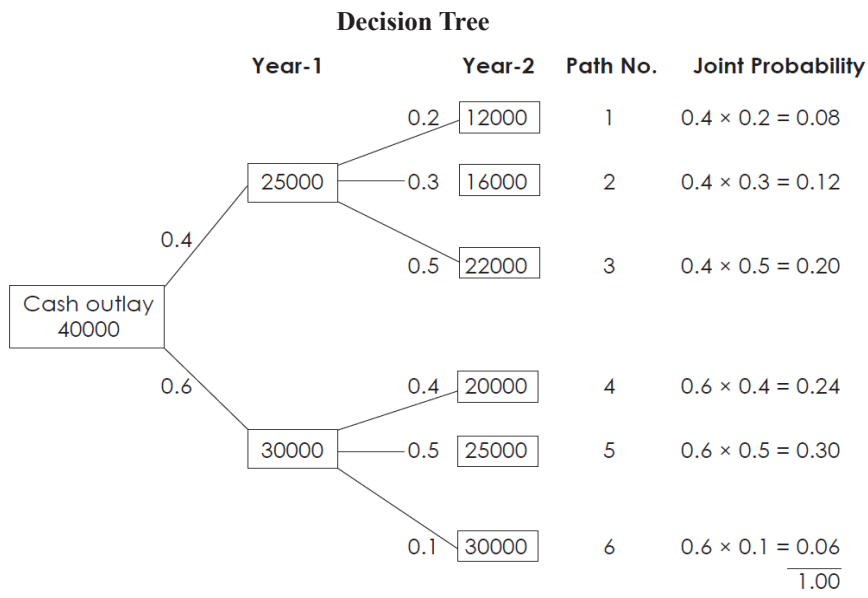 Decision Tree
Year-1 Year-2 Path No. Joint Probability
0.2 12000 1 0.4 × 0.2 = 0.08
25000 0.3 16000 2 0.4 × 0.3 = 0.12
0.4
0.5 22000 3 0.4 × 0.5 = 0.20
Cash outlay
40000
0.6 0.4 20000 4 0.6 × 0.4 = 0.24
30000 0.5 25000 5 0.6 × 0.5 = 0.30
0.1 30000 6 0.6 × 0.1 = 0.06
1.00